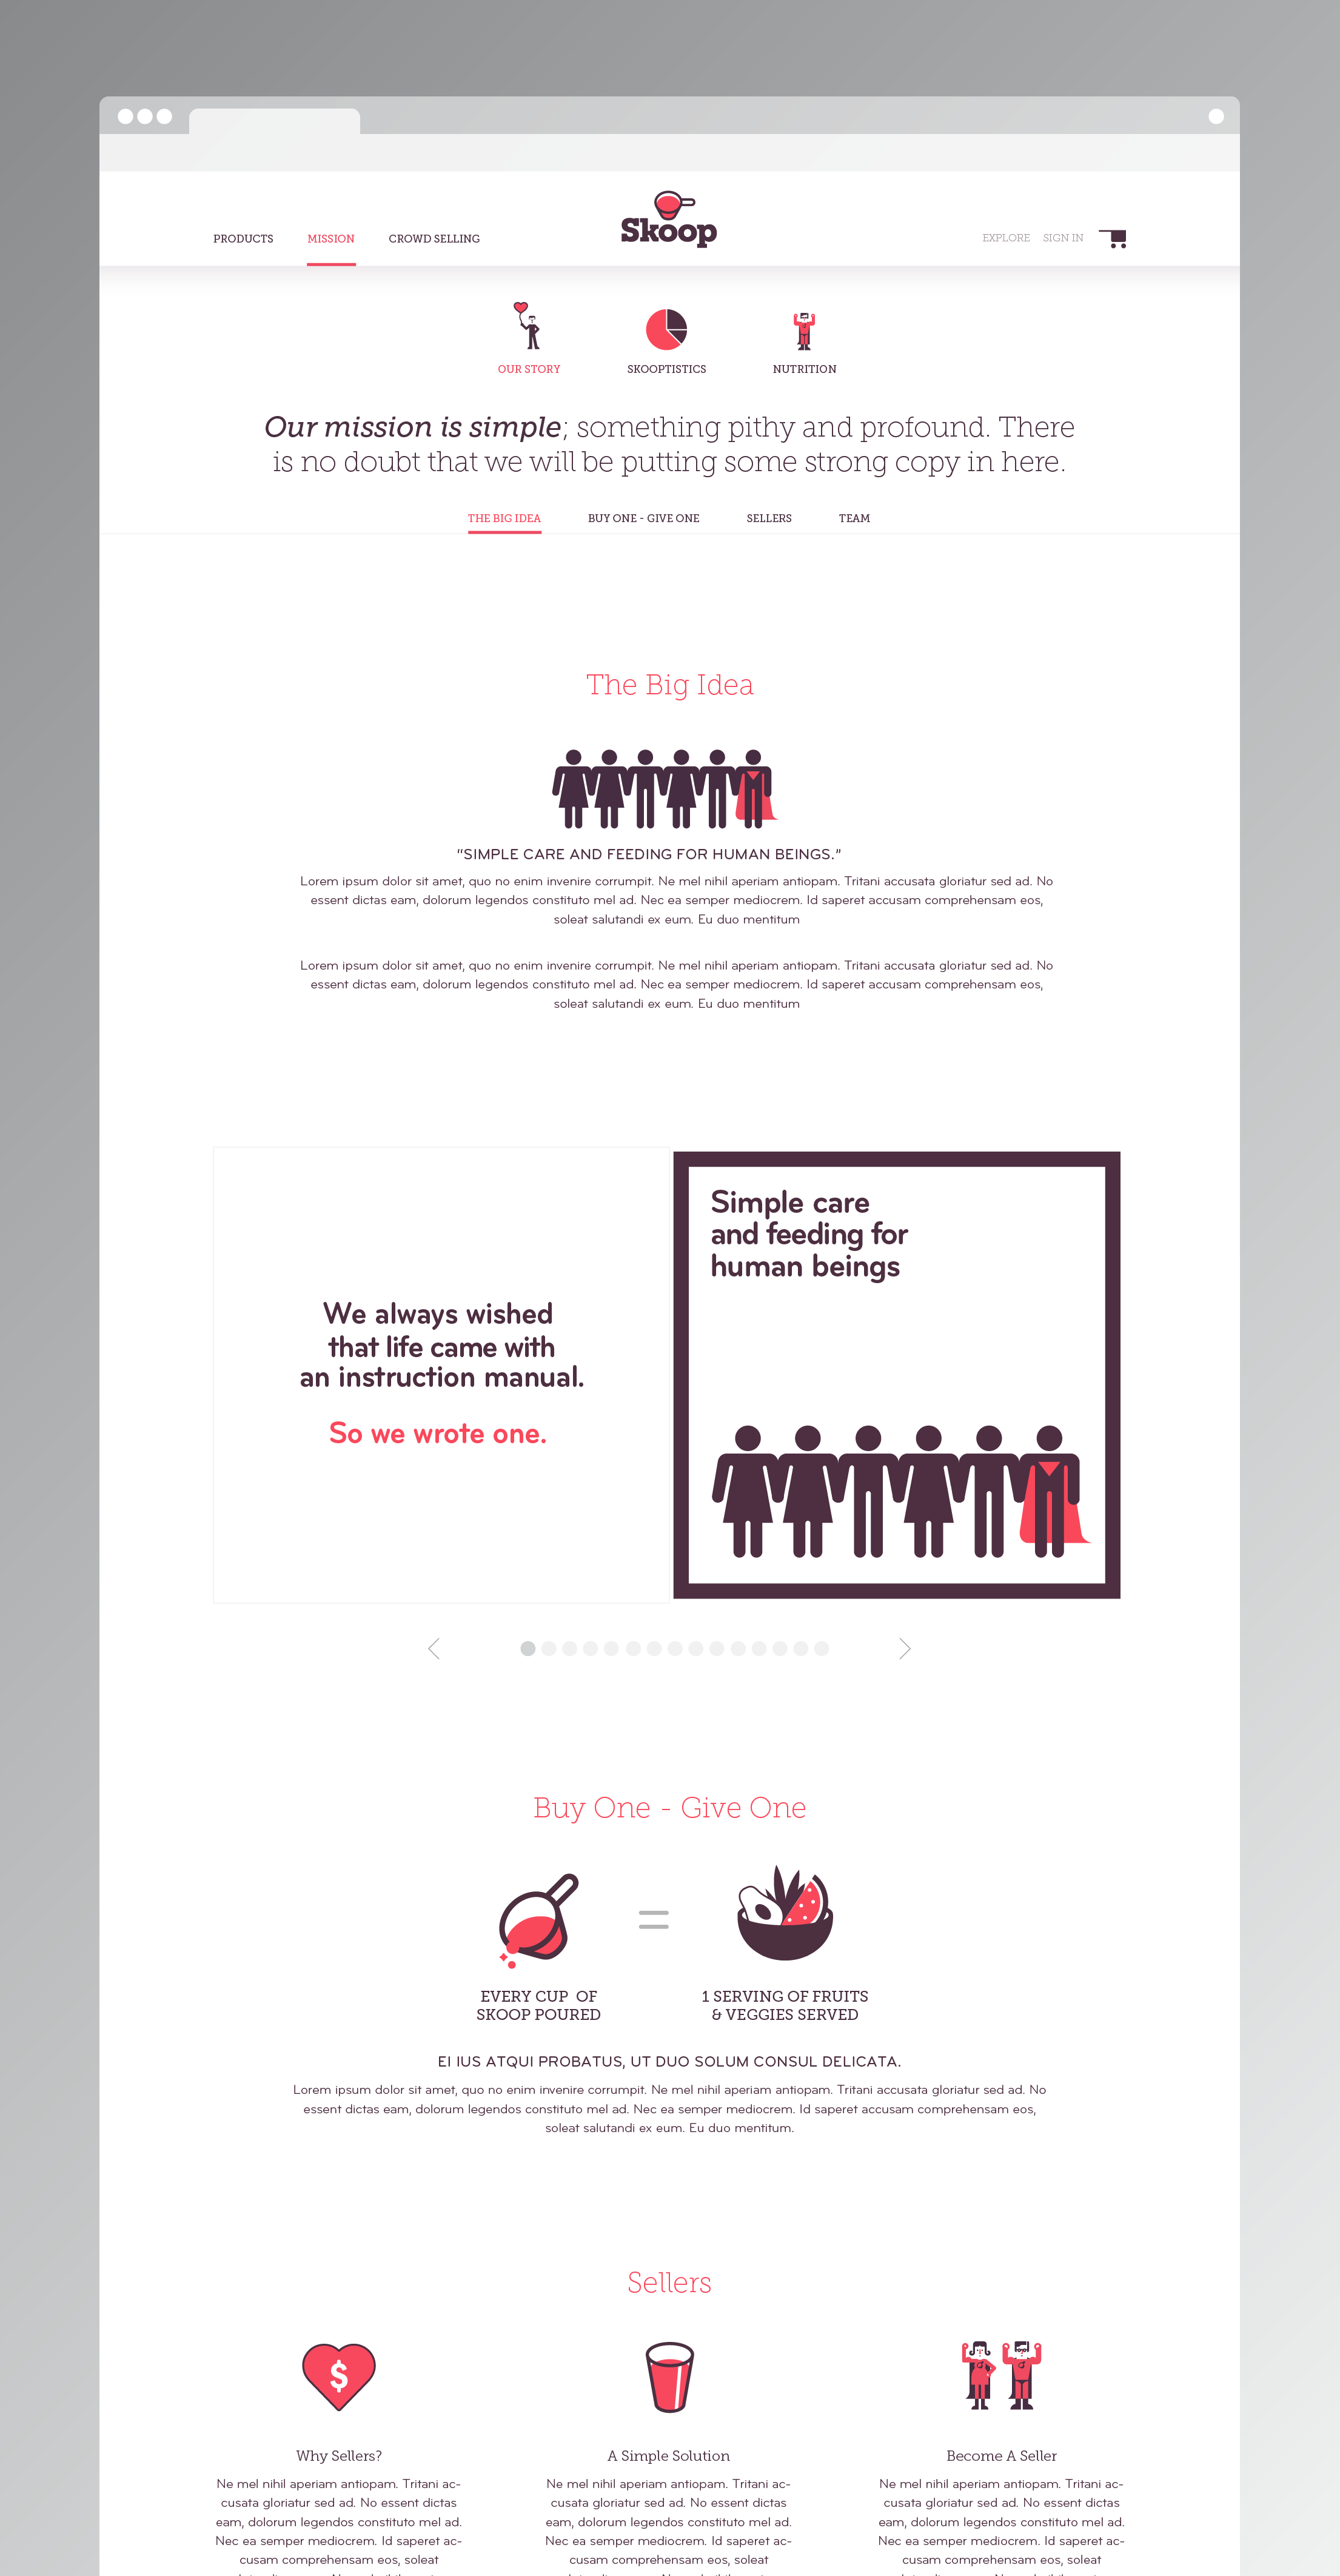 Skoop
PRODUCTS
MISSION
CROWD SELLING
EXPLORE
SIGN IN
OUR STORY
SKOOPTISTICS
NUTRITION
Our mission is simple; something pithy and profound. There
is no doubt that we will be putting some strong copy in here.
THE BIG IDEA
BUY ONE - GIVE ONE
SELLERS
TEAM
The Big Idea
“SIMPLE CARE AND FEEDING FOR HUMAN BEINGS.”
Lorem ipsum dolor sit amet, quo no enim invenire corrumpit. Ne mel nihil aperiam antiopam. Tritani accusata gloriatur sed ad. No
essent dictas eam, dolorum legendos constituto mel ad. Nec ea semper mediocrem. Id saperet accusam comprehensam eos,
soleat salutandi ex eum. Eu duo mentitum
Lorem ipsum dolor sit amet, quo no enim invenire corrumpit. Ne mel nihil aperiam antiopam. Tritani accusata gloriatur sed ad. No
essent dictas eam, dolorum legendos constituto mel ad. Nec ea semper mediocrem. Id saperet accusam comprehensam eos,
soleat salutandi ex eum. Eu duo mentitum
We always wished
that life came with
an instruction manual.
So we wrote one.
Simple care
and feeding for
human beings
Buy One - Give One
EVERY CUP OF
SKOOP POURED
=
1 SERVING OF FRUITS
& VEGGIES SERVED
EI IUS ATQUI PROBATUS, UT DUO SOLUM CONSUL DELICATA.
Lorem ipsum dolor sit amet, quo no enim invenire corrumpit. Ne mel nihil aperiam antiopam. Tritani accusata gloriatur sed ad. No
essent dictas eam, dolorum legendos constituto mel ad. Nec ea semper mediocrem. Id saperet accusam comprehensam eos,
soleat salutandi ex eum. Eu duo mentitum.
Sellers
$
Why Sellers?
Ne mel nihil aperiam antiopam. Tritani ac-
cusata gloriatur sed ad. No essent dictas
eam, dolorum legendos constituto mel ad.
Nec ea semper mediocrem. Id saperet ac-
cusam comprehensam eos, soleat
A Simple Solution
Ne mel nihil aperiam antiopam. Tritani ac-
cusata gloriatur sed ad. No essent dictas
eam, dolorum legendos constituto mel ad.
Nec ea semper mediocrem. Id saperet ac-
cusam comprehensam eos, soleat
Become A Seller
Ne mel nihil aperiam antiopam. Tritani ac-
cusata gloriatur sed ad. No essent dictas
eam, dolorum legendos constituto mel ad.
Nec ea semper mediocrem. Id saperet ac-
cusam comprehensam eos, soleat